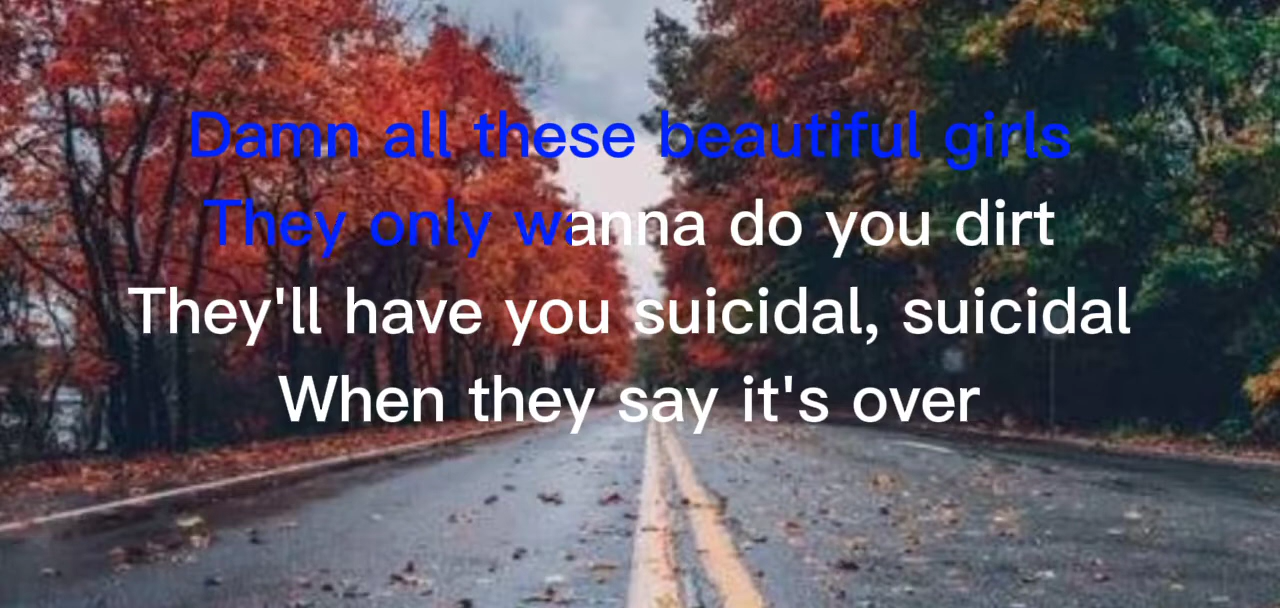 Damn all these beautiful girls
They only wanna do you dirt
They'll have you suicidal, suicidal
When they say it's over